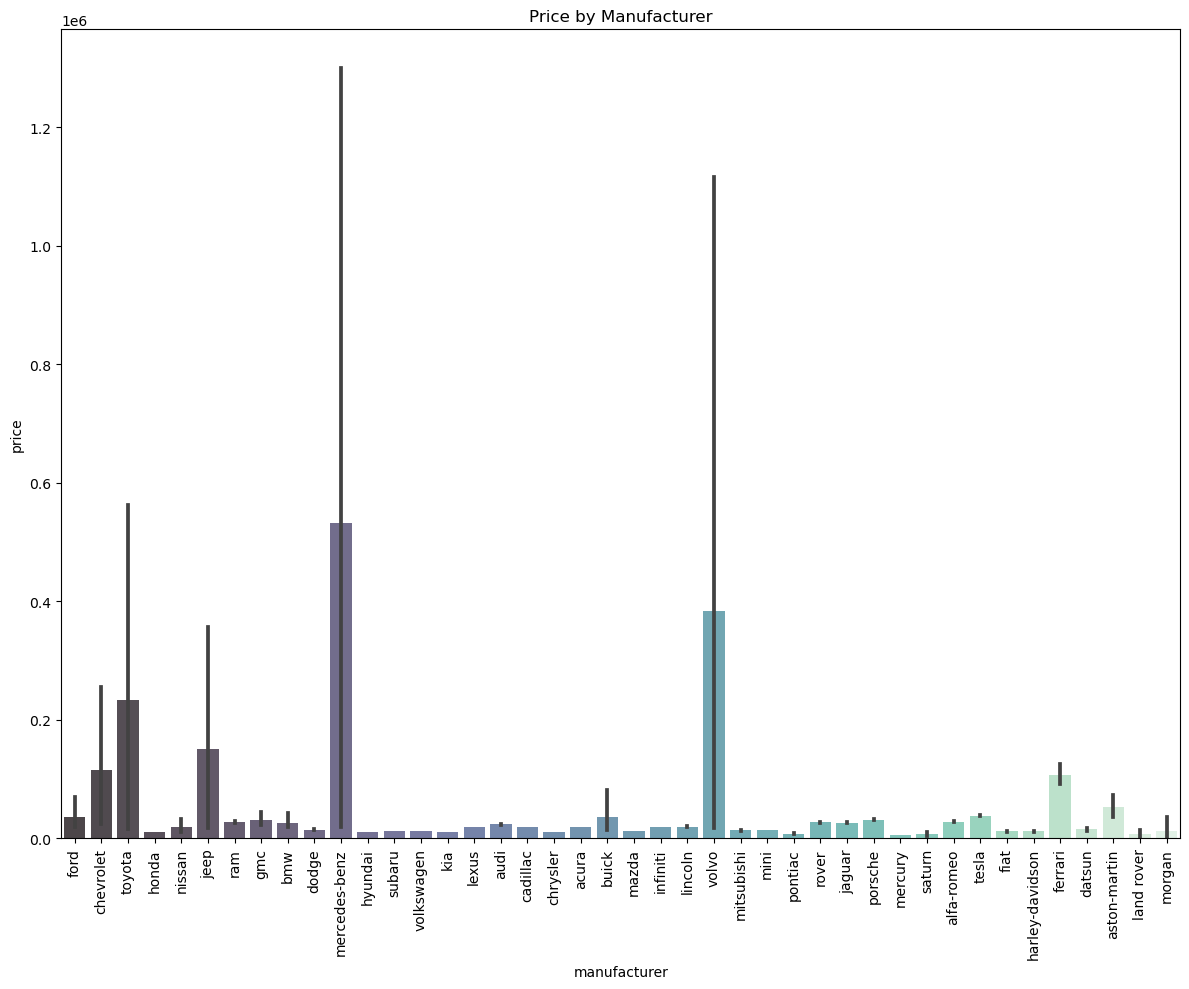 Price by Manufacturer
1e6
1.2
1.0
0.8
0.6
0.4
0.2
0.0
price
ford
chevrolet
toyota
honda
nissan
jeep
ram
gmc
bmw
dodge
mercedes-benz
hyundai
subaru
volkswagen
kia
lexus
audi
cadillac
chrysler
acura
buick
mazda
infiniti
lincoln
volvo
mitsubishi
mini
pontiac
rover
jaguar
porsche
mercury
saturn
alfa-romeo
tesla
fiat
harley-davidson
ferrari
datsun
aston-martin
land rover
morgan
manufacturer